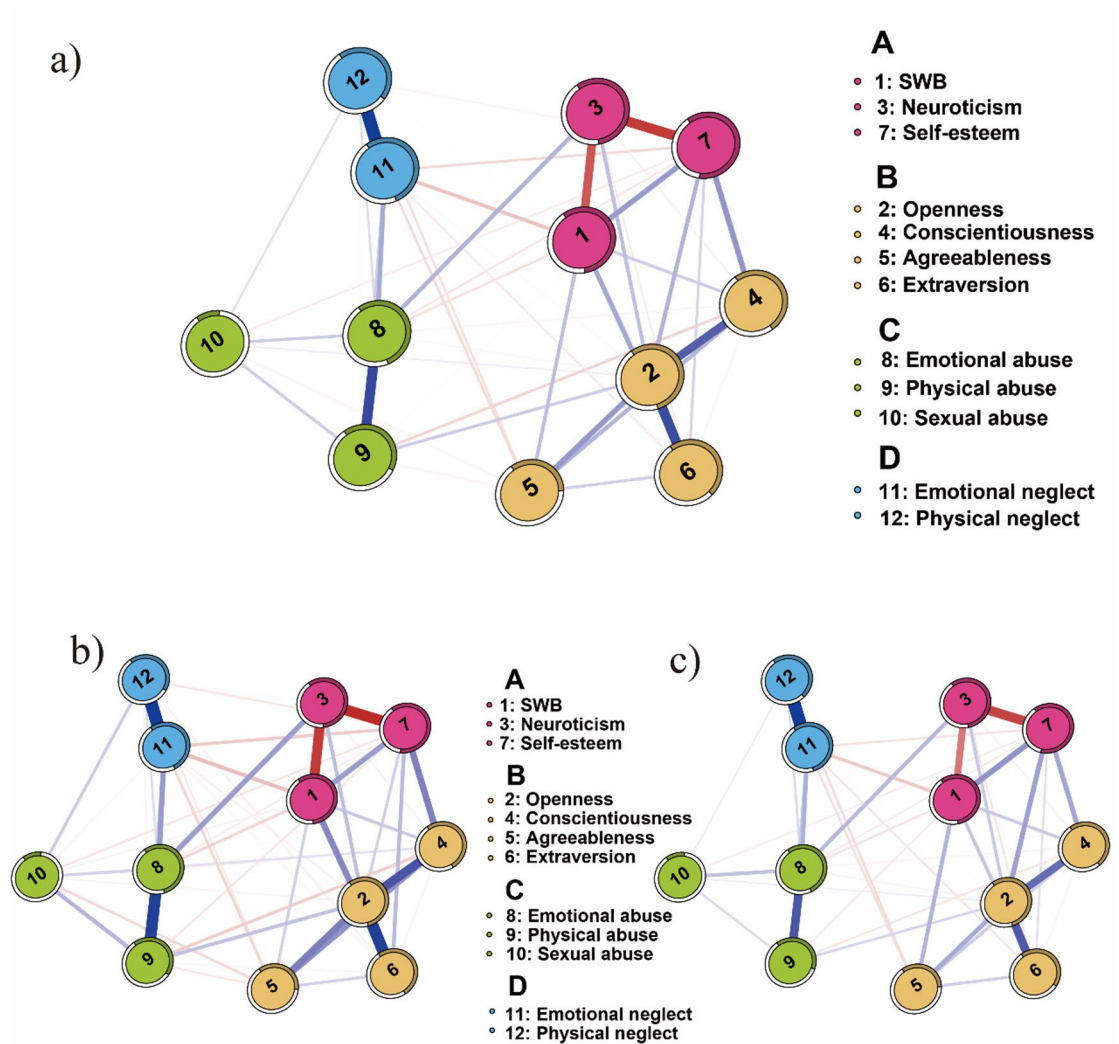 a)
12
11
10
8
9
3
7
1
4
2
5
6
A
1: SWB
3: Neuroticism
7: Self-esteem
B
2: Openness
4: Conscientiousness
5: Agreeableness
6: Extraversion
C
8: Emotional abuse
9: Physical abuse
10: Sexual abuse
D
11: Emotional neglect
12: Physical neglect
b)
12
11
10
8
9
3
7
1
4
2
5
6
A
1: SWB
3: Neuroticism
7: Self-esteem
B
2: Openness
4: Conscientiousness
5: Agreeableness
6: Extraversion
C
8: Emotional abuse
9: Physical abuse
10: Sexual abuse
D
11: Emotional neglect
12: Physical neglect
c)
12
11
10
8
9
3
7
1
4
2
5
6